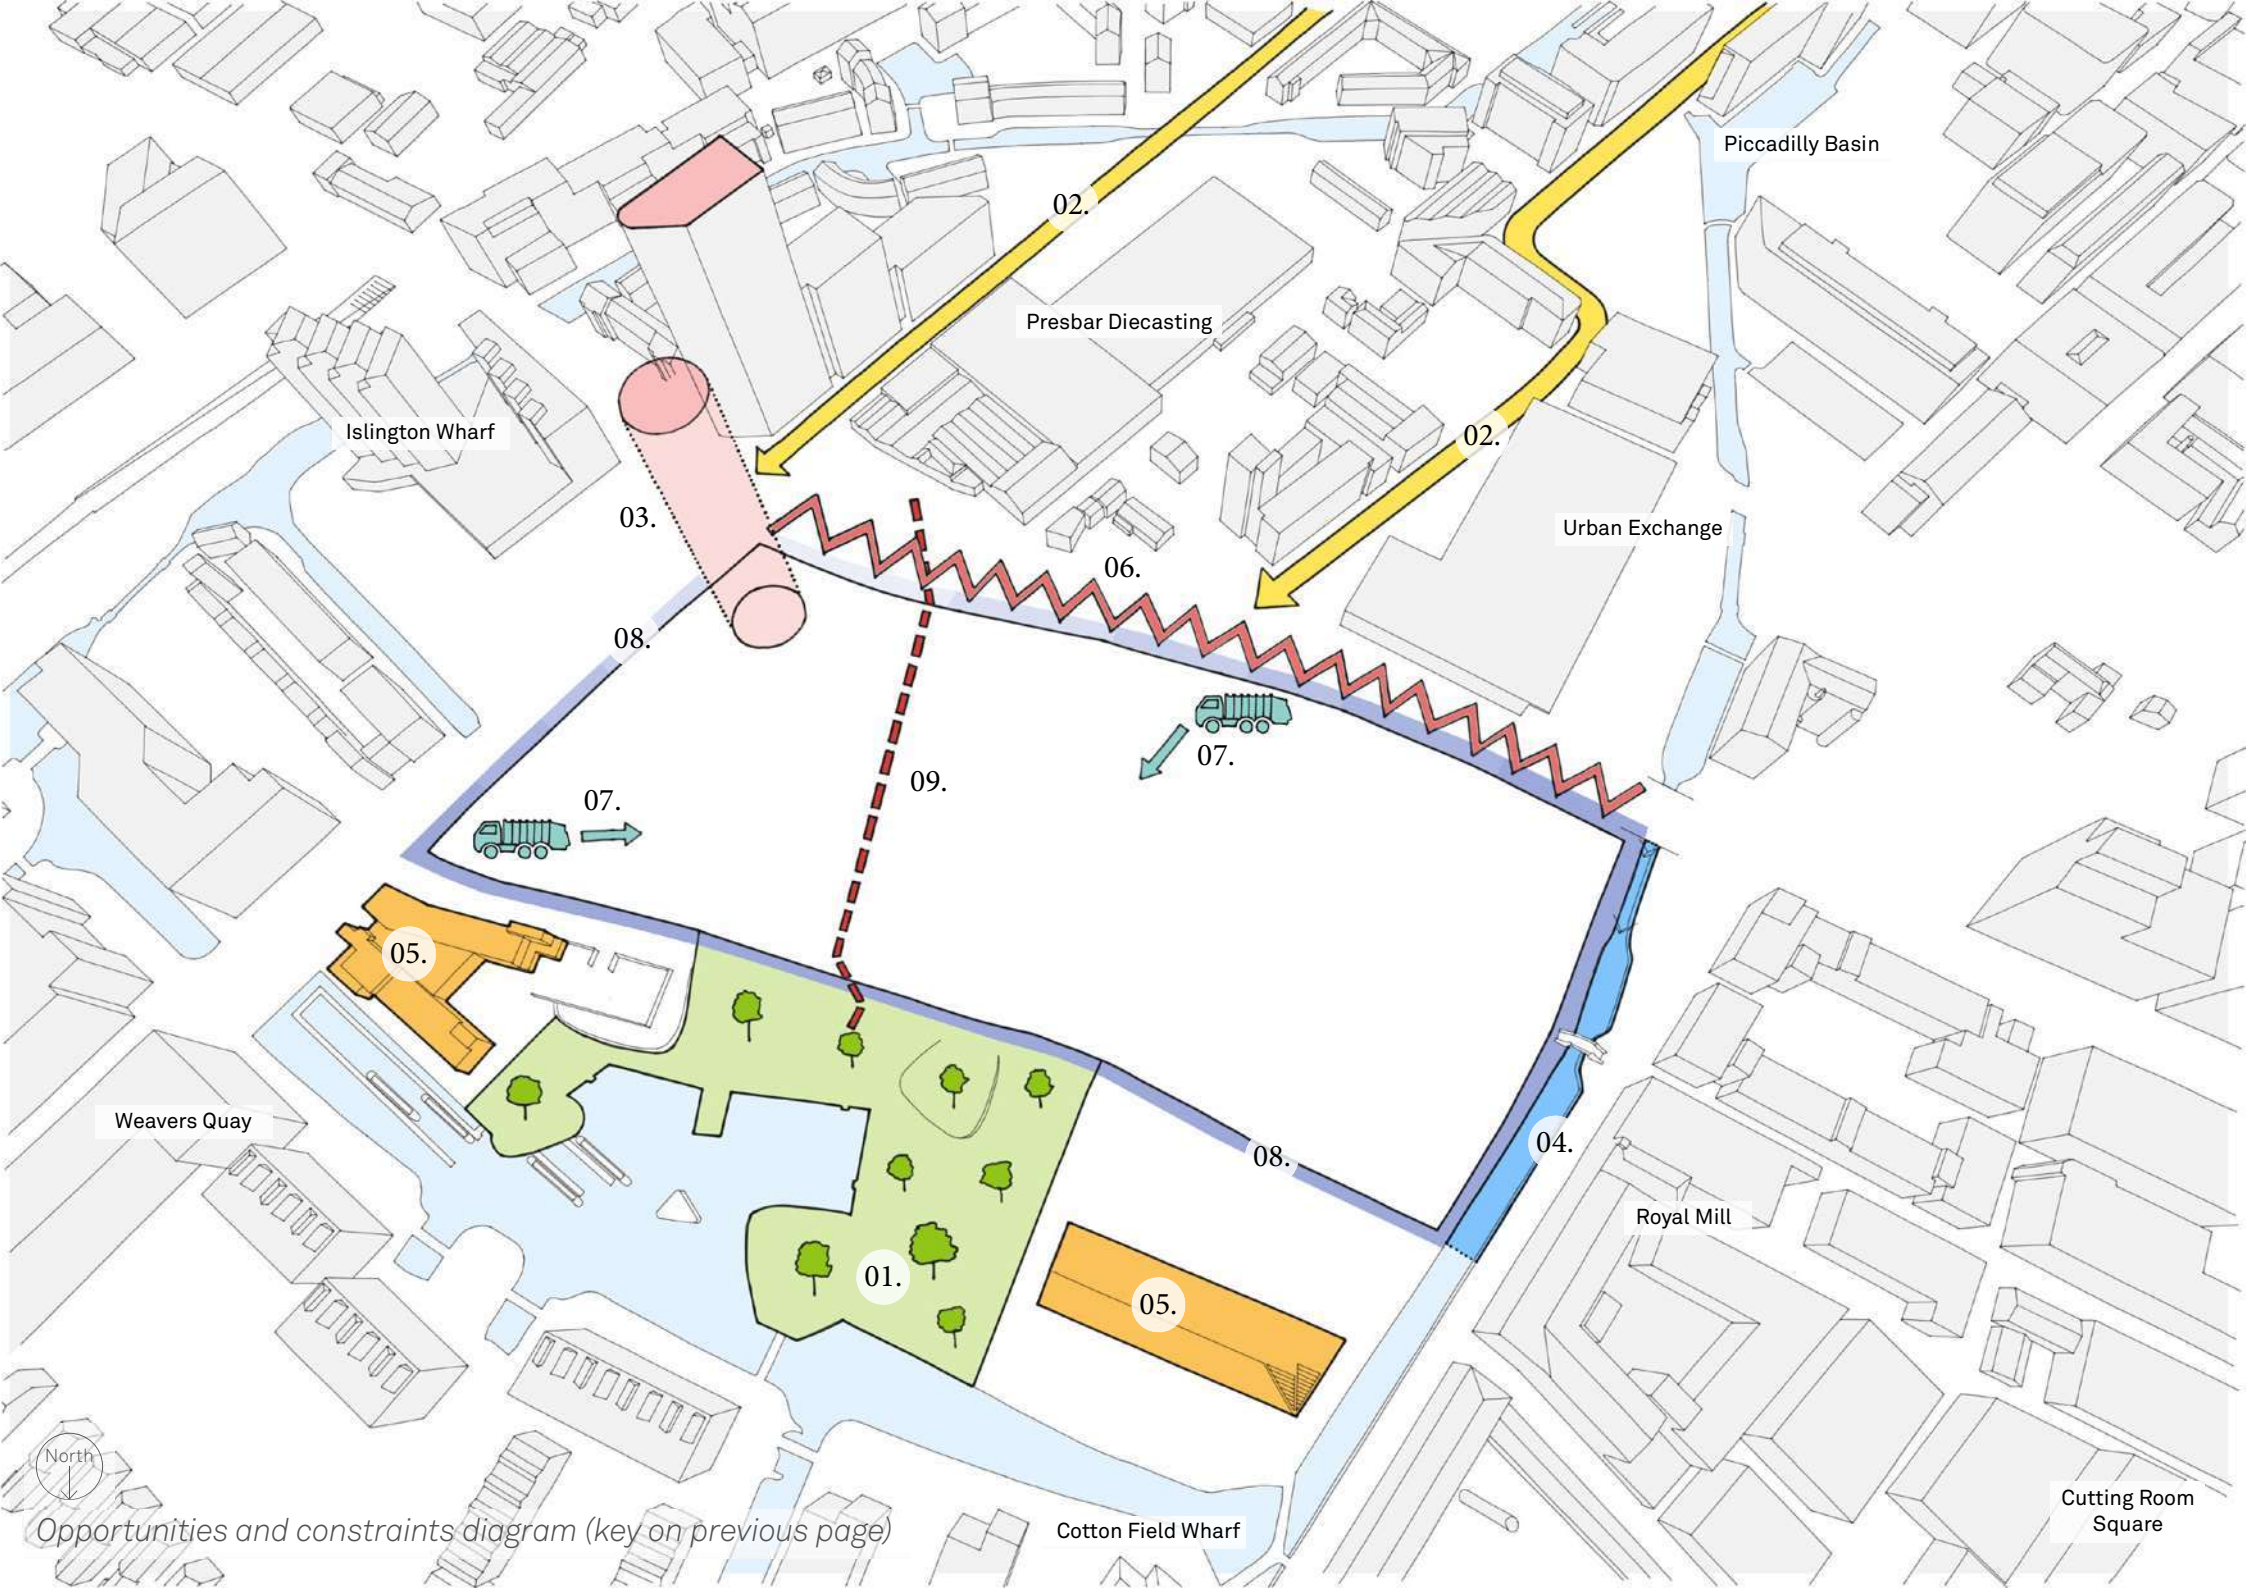 Piccadilly Basin
02.
Presbar Diecasting
Islington Wharf
02.
03.
Urban Exchange
06.
08.
07.
09.
07.
05.
Weavers Quay
04.
08.
Royal Mill
01.
05.
North
Cutting Room
Square
Opportunities and constraints diagram (key on previous page)
Cotton Field Wharf